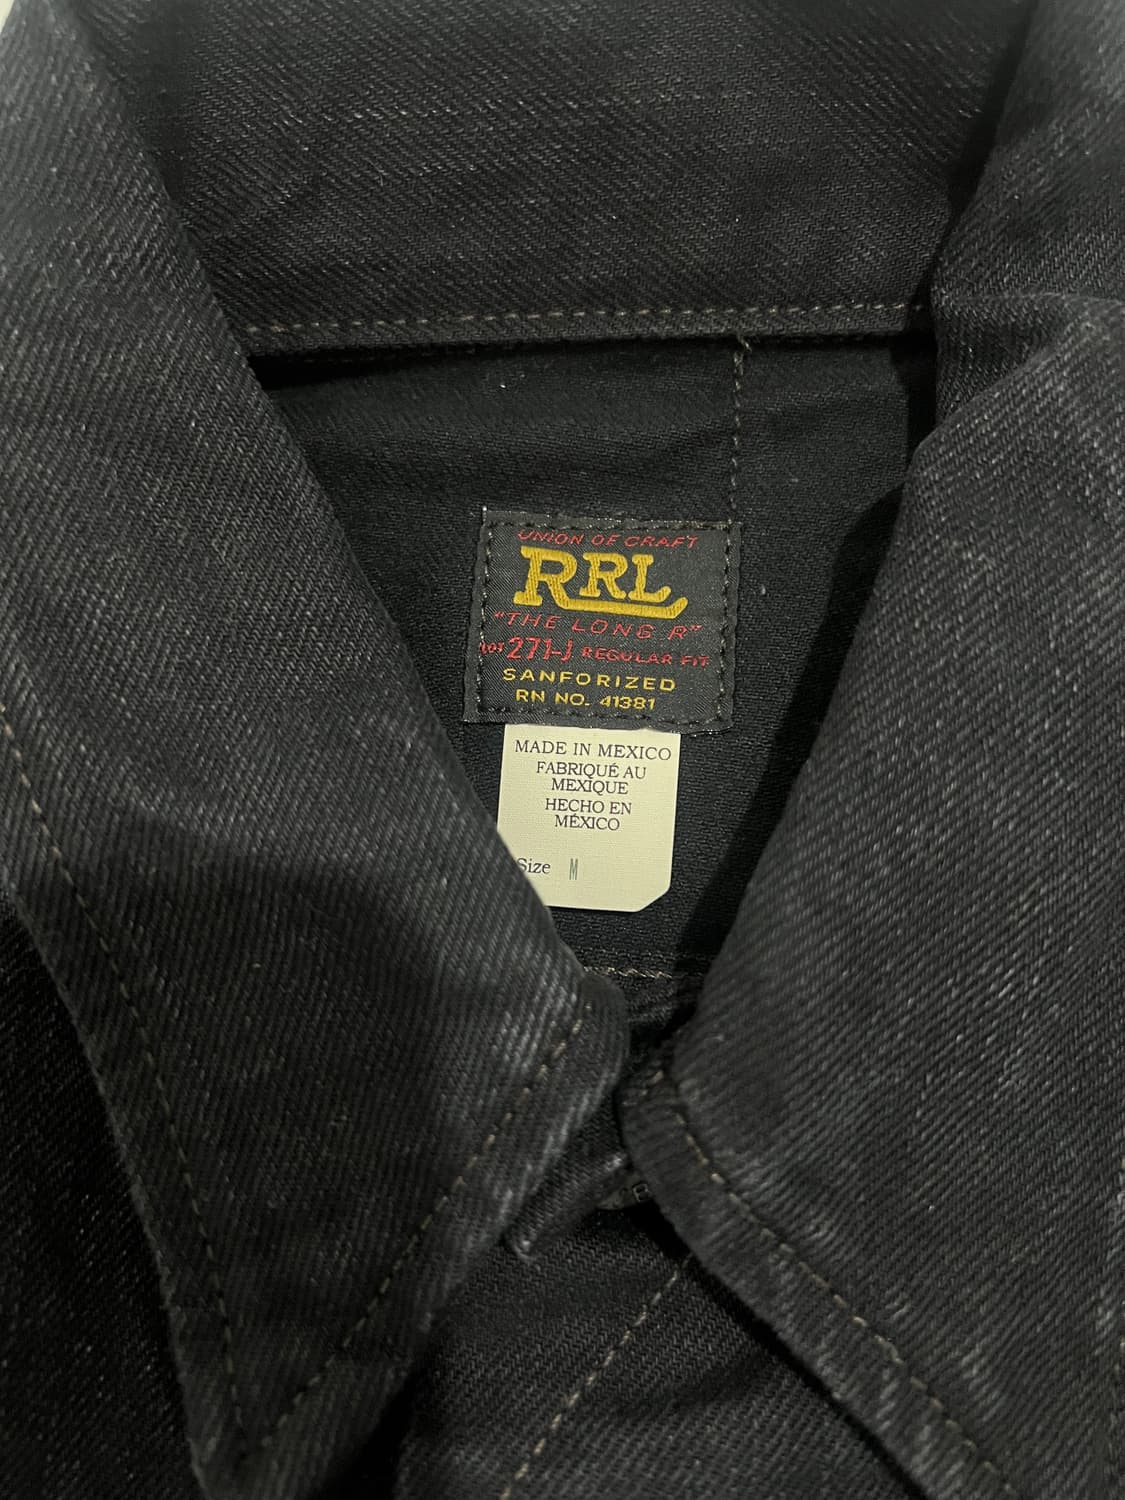 UNION OF CRAFT
RRL
"THE LONG R"
LOT 271-J REGULAR FIT
SANFORIZED
RN NO. 41381
MADE IN MEXICO
FABRIQUÉ AU
MEXIQUE
HECHO EN
MÉXICO
Size M